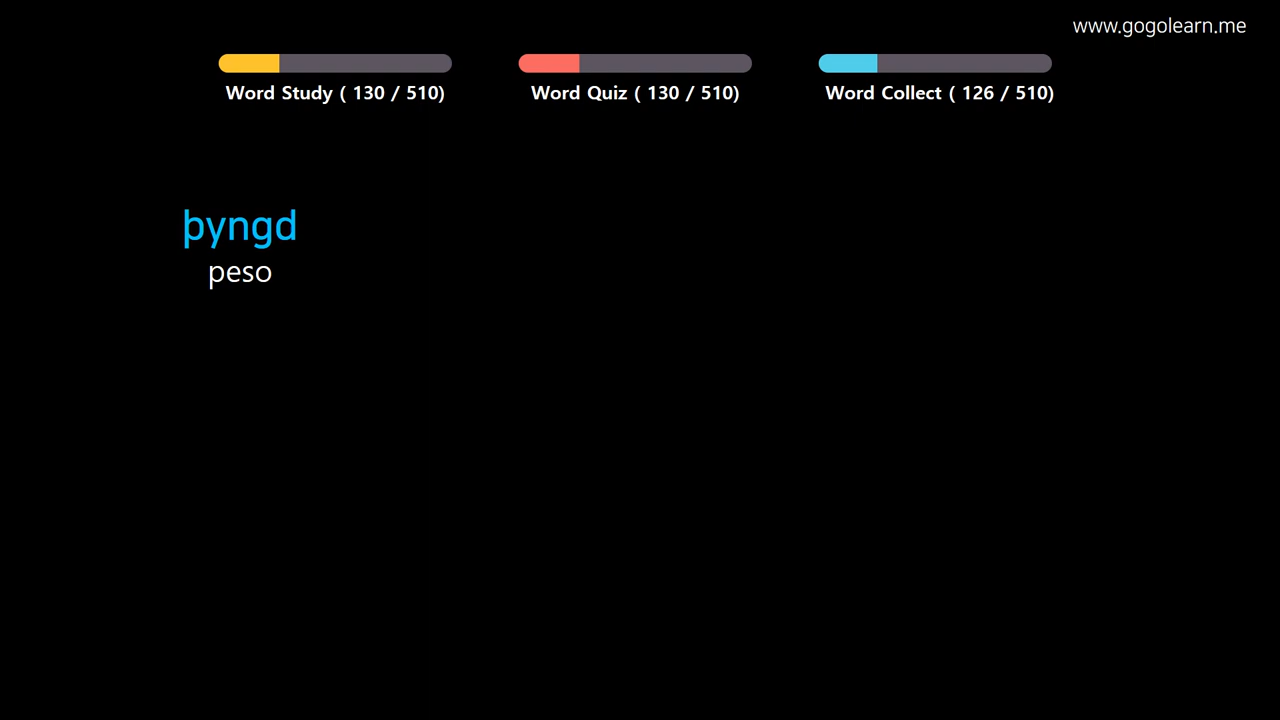 www.gogolearn.me
Word Study ( 130 / 510)
Word Quiz ( 130 / 510)
Word Collect ( 126 / 510)
þyngd
peso